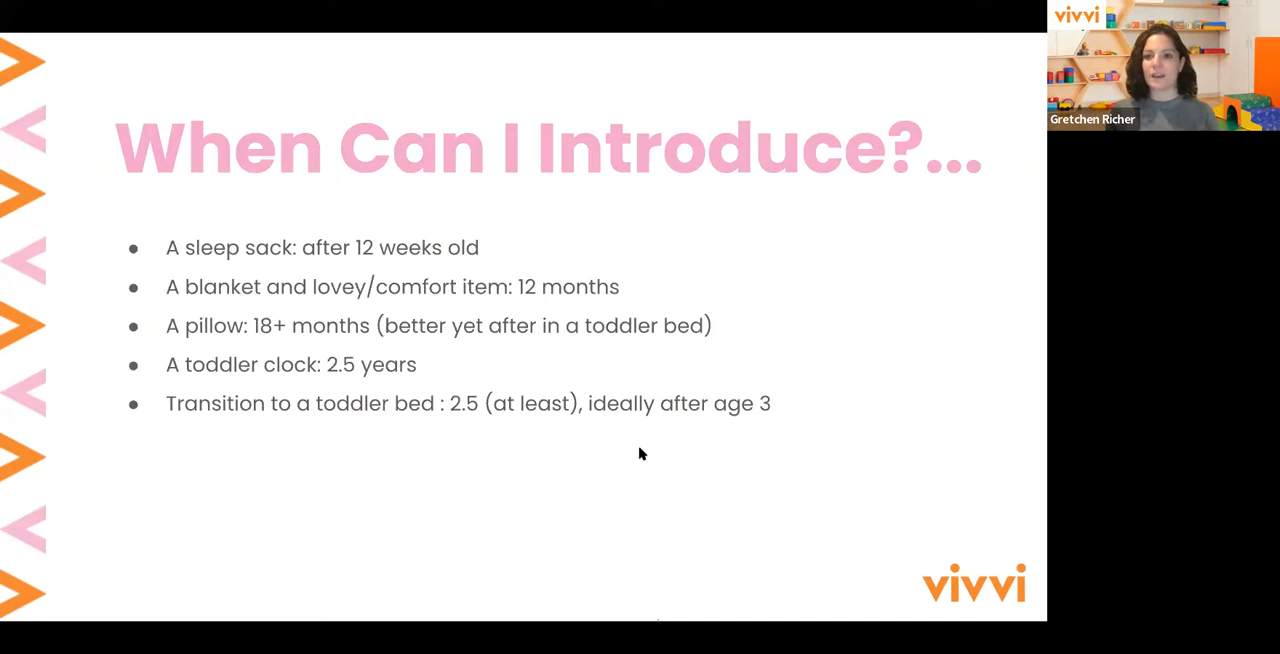 When Can I Introduce?...
● A sleep sack: after 12 weeks old
● A blanket and lovey/comfort item: 12 months
● A pillow: 18+ months (better yet after in a toddler bed)
● A toddler clock: 2.5 years
● Transition to a toddler bed : 2.5 (at least), ideally after age 3
vivvi
vivvi
Gretchen Richer